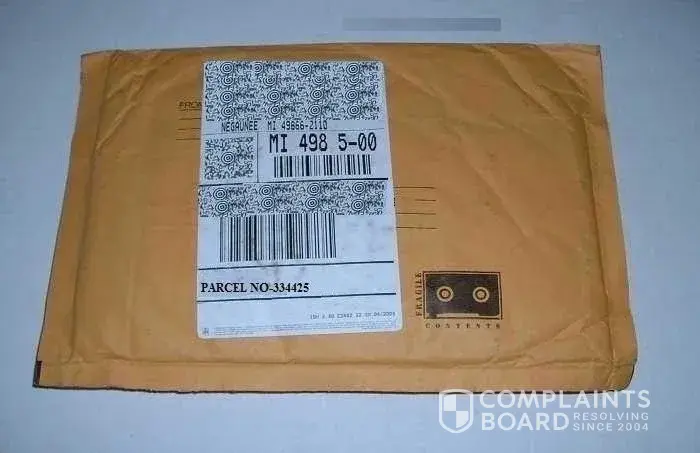 FROM
NEGAUNEE MI 49866-2110
MI 498 5-00
PARCEL NO-334425
FRAGILE
CONTENTS
COMPLAINTS
BOARD RESOLVING
SINCE 2004